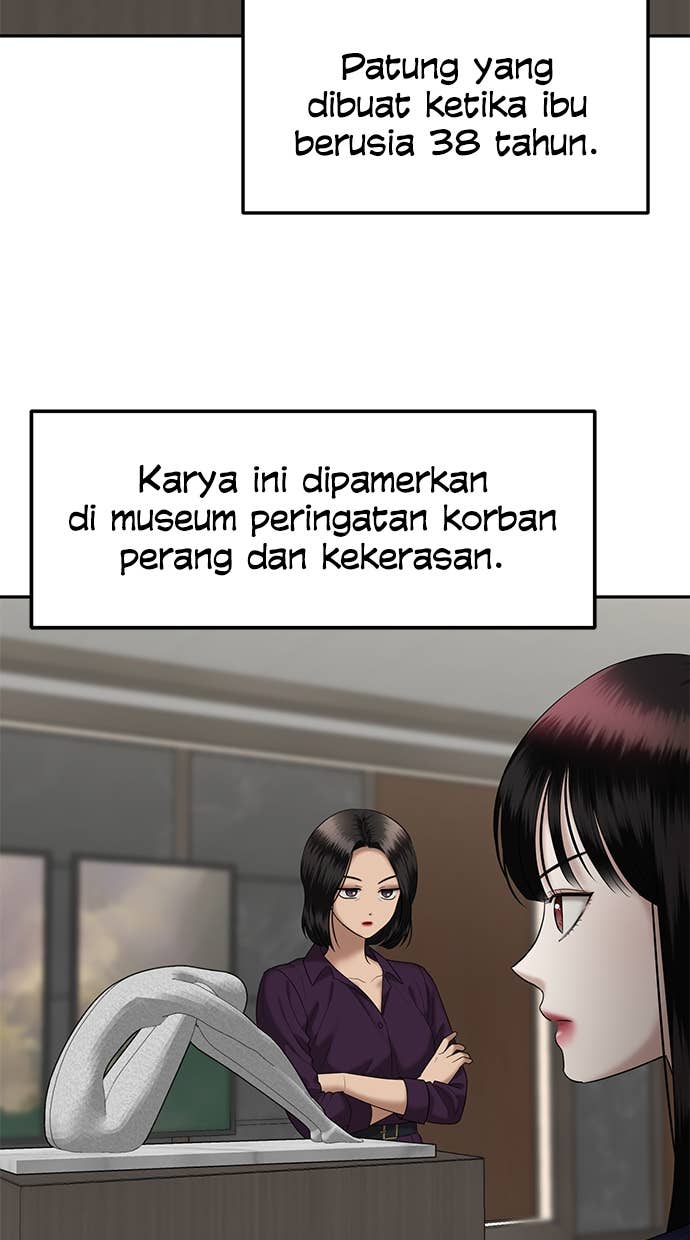 Patung yang
dibuat ketika ibu
berusia 38 tahun.
Karya ini dipamerkan
di museum peringatan korban
perang dan kekerasan.